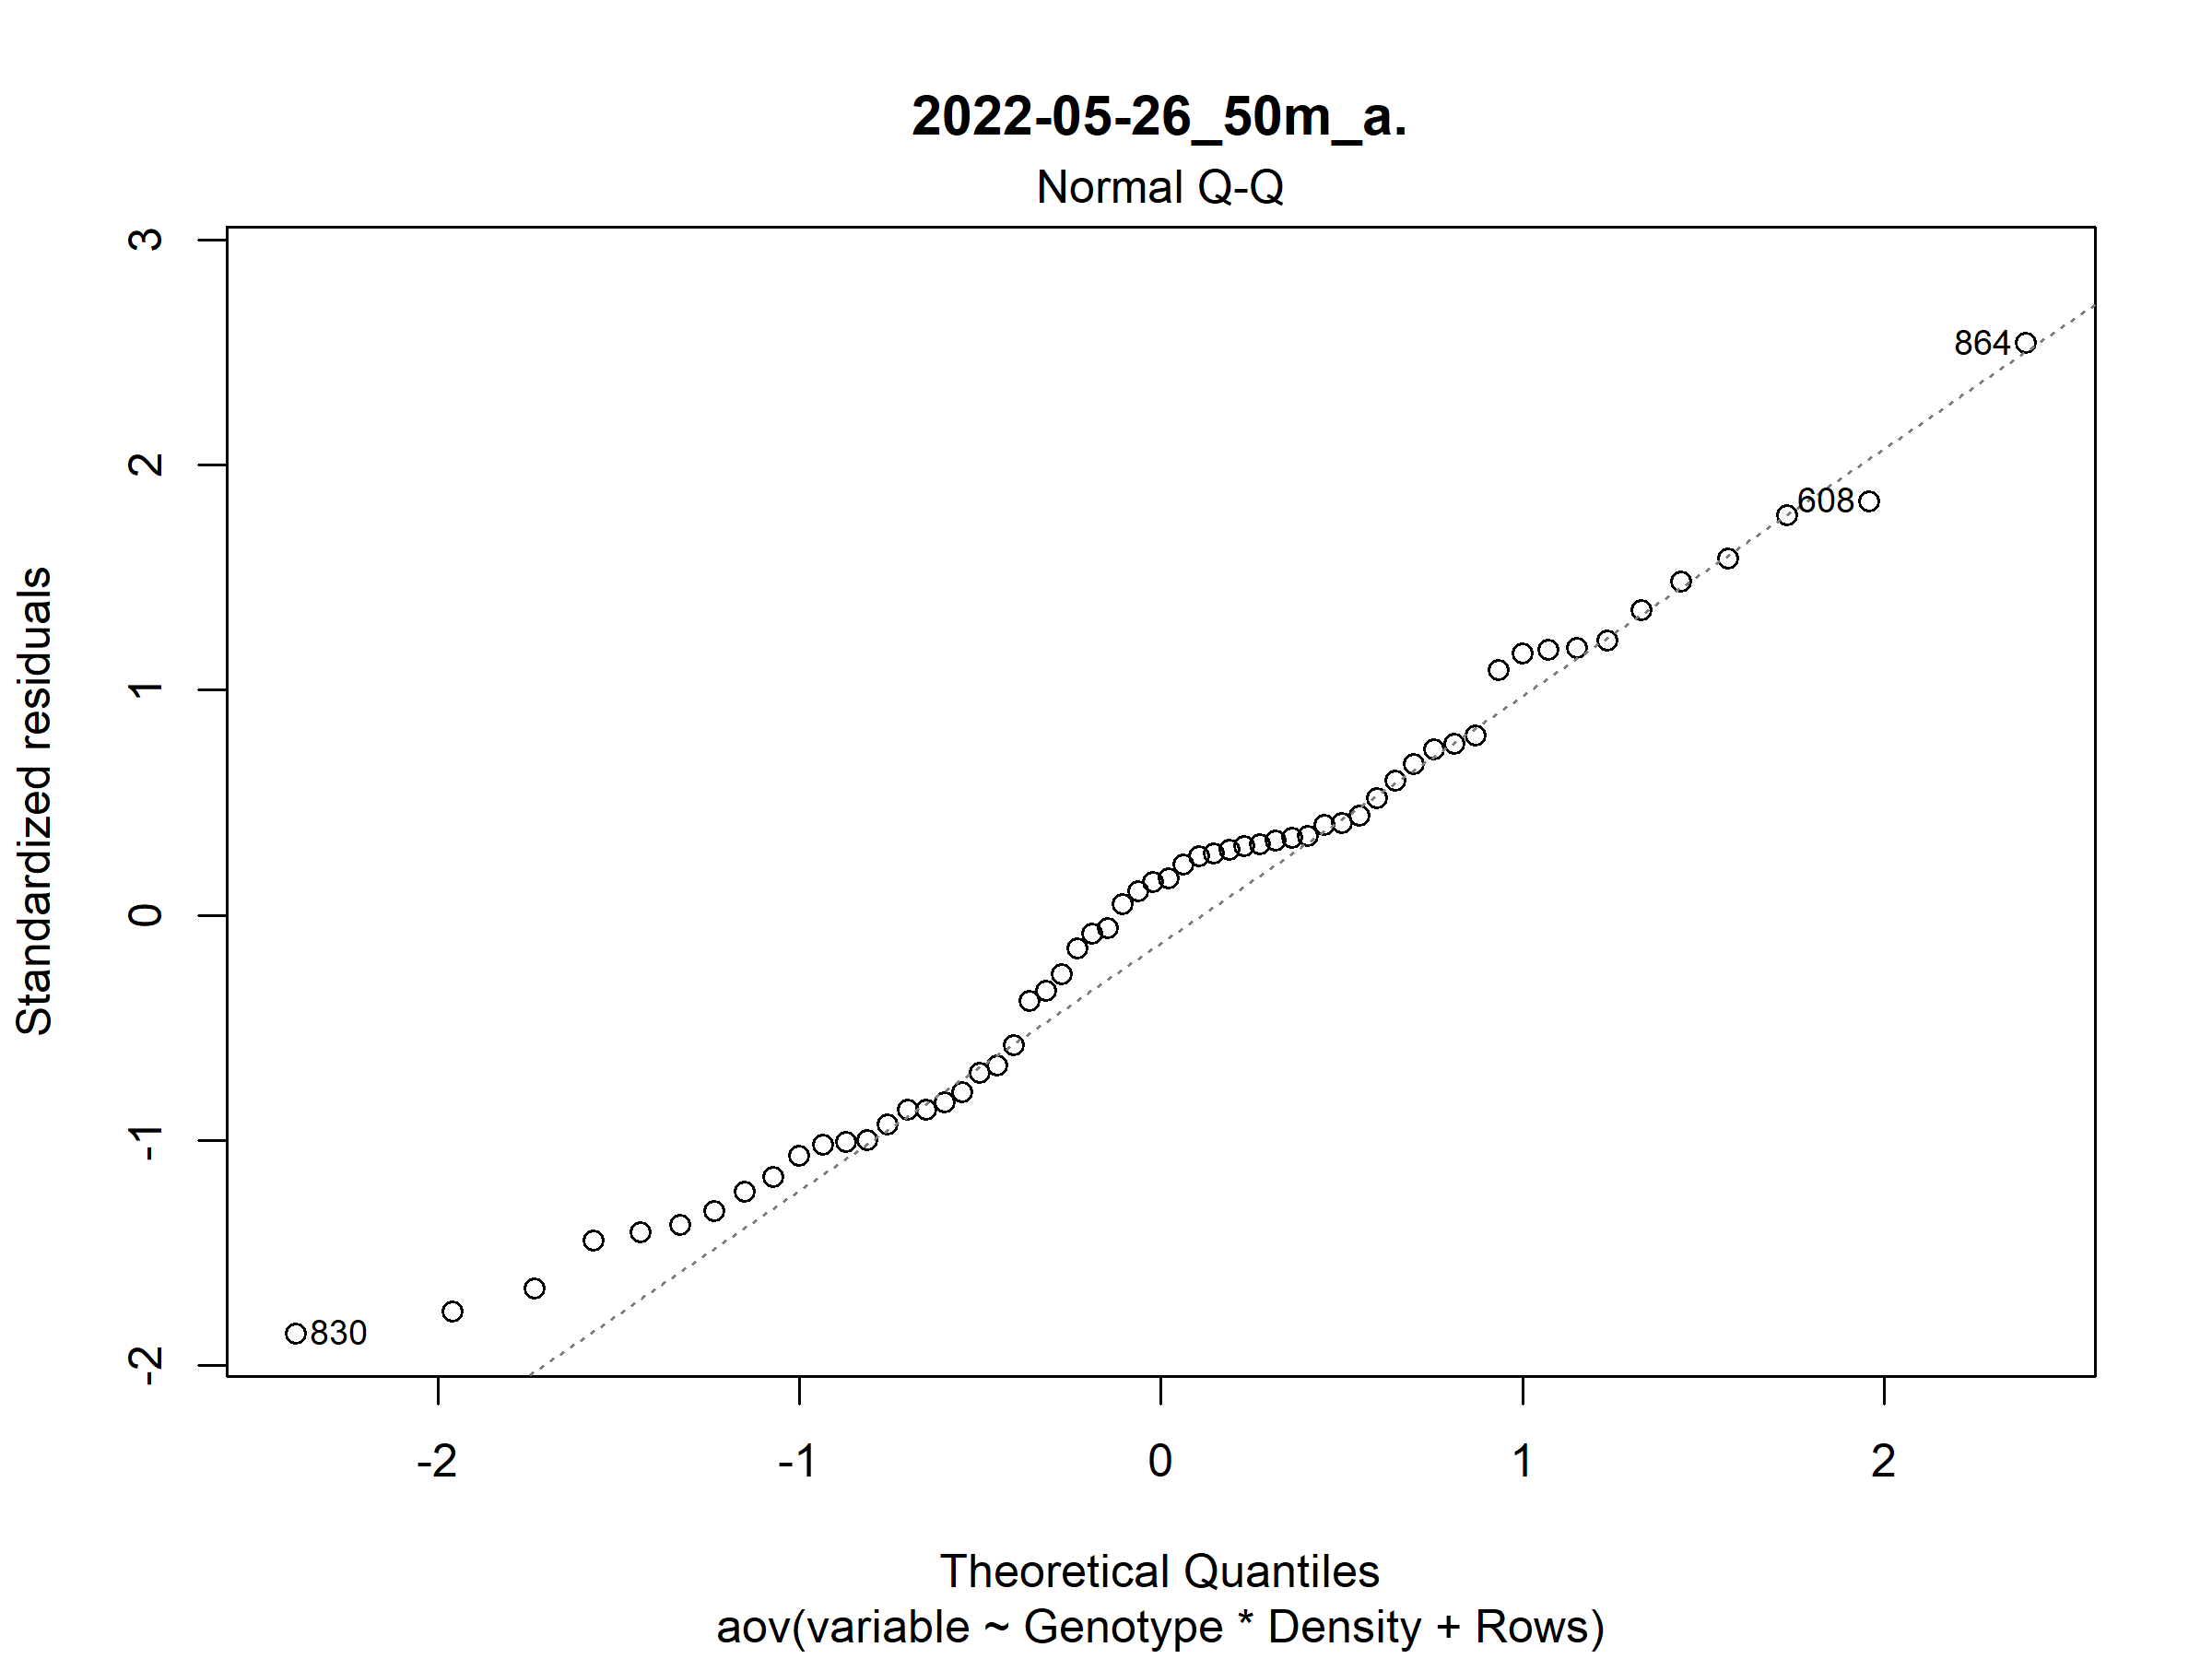 2022-05-26_50m_a.
Normal Q-Q
Standardized residuals
3
2
1
0
-1
-2
864
608
830
-2
-1
0
1
2
Theoretical Quantiles
aov(variable ~ Genotype * Density + Rows)